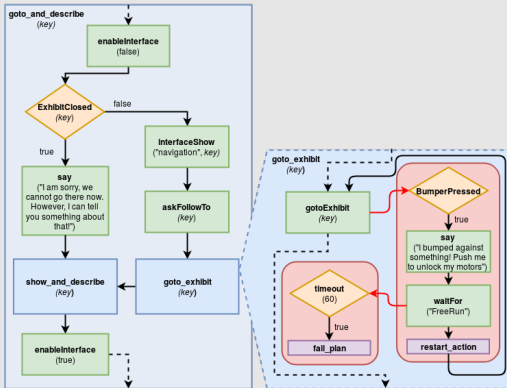 goto_and_describe
(key)
enableInterface
(false)
ExhibitClosed
(key)
false
true
InterfaceShow
("navigation", key)
say
("I am sorry, we
cannot go there now.
However, I can tell
you something about
that!")
askFollowTo
(key)
show_and_describe
(key)
goto_exhibit
(key)
enableInterface
(true)
goto_exhibit
(key)
gotoExhibit
(key)
BumperPressed
true
say
("I bumped against
something! Push me
to unlock my motors")
timeout
(60)
true
fail_plan
waitFor
("FreeRun")
restart_action